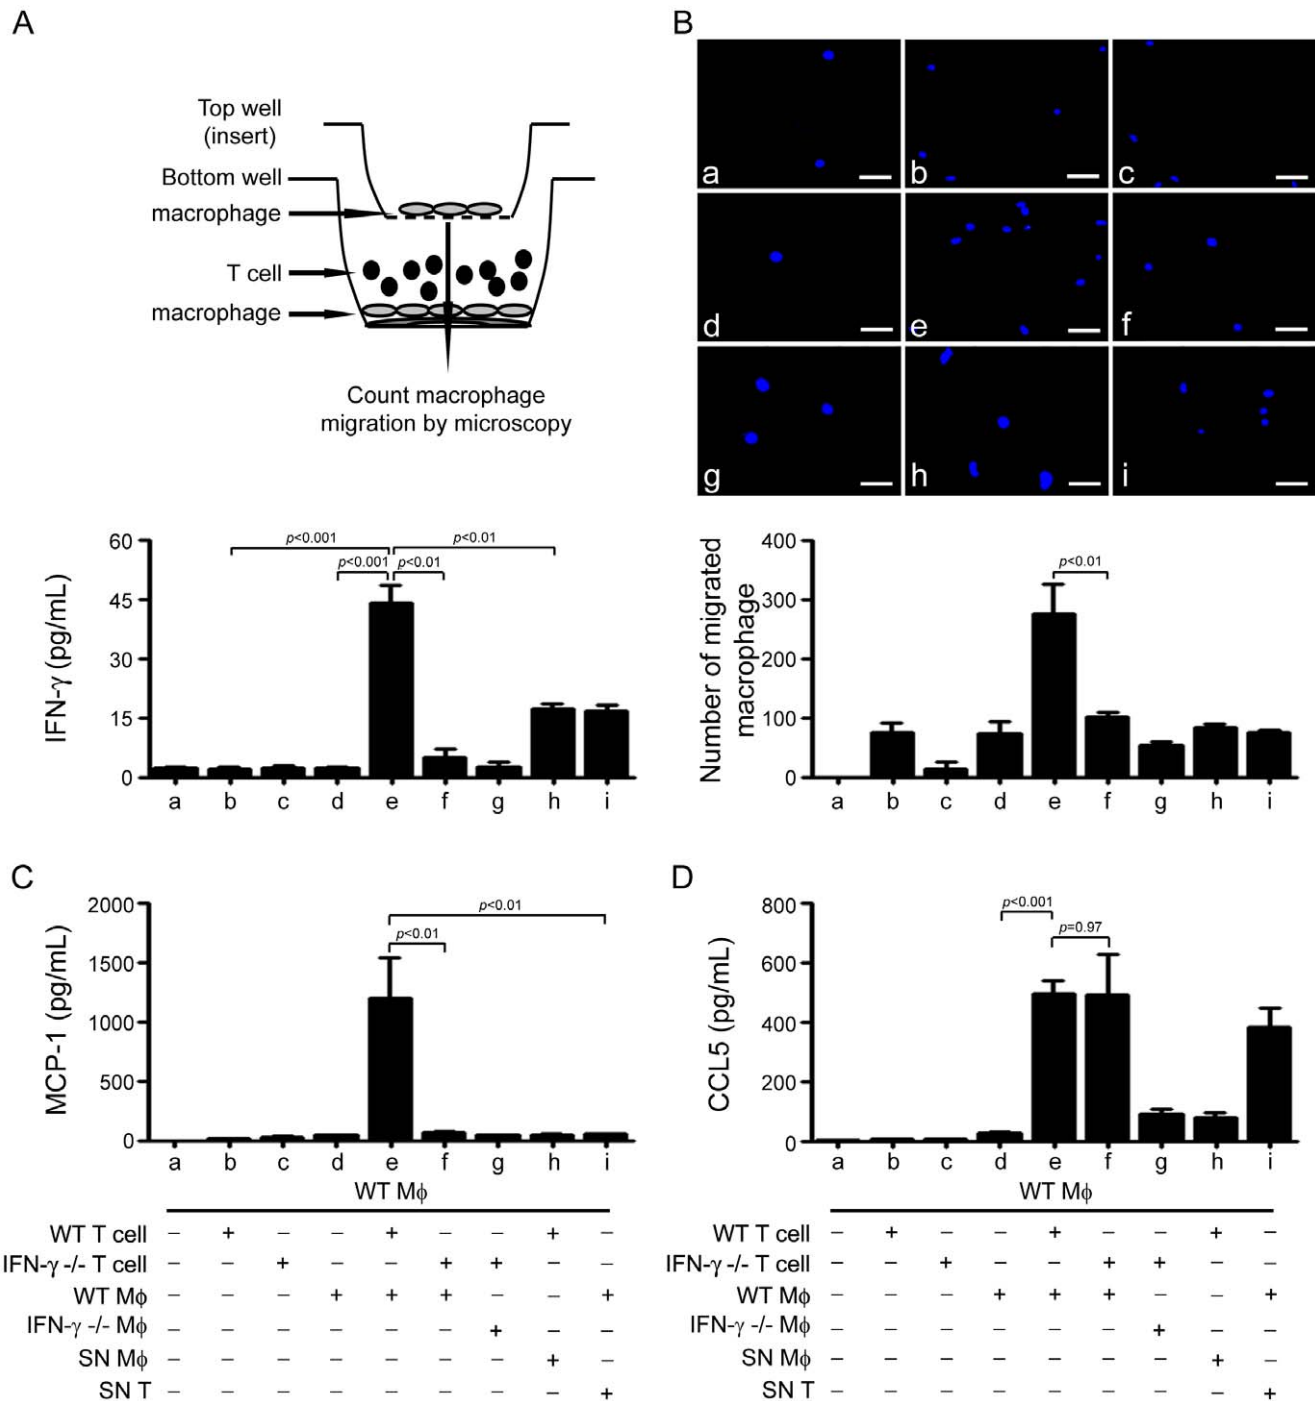 A
Top well
(insert)
Bottom well
macrophage
T cell
macrophage
Count macrophage
migration by microscopy
B
a b c
d e f
g h i
IFN-γ (pg/mL)
60
45
30
15
0
p<0.001
p<0.01
p<0.001
p<0.01
a b c d e f g h i
Number of migrated
macrophage
400
300
200
100
0
p<0.01
a b c d e f g h i
C
MCP-1 (pg/mL)
2000
1500
1000
500
0
p<0.01
p<0.01
a b c d e f g h i
WT Mϕ
WT T cell – + – – + – – + –
IFN-γ -/- T cell – – + – – + + – –
WT Mϕ – – – + + + – – +
IFN-γ -/- Mϕ – – – – – – + – –
SN Mϕ – – – – – – – + –
SN T – – – – – – – – +
D
CCL5 (pg/mL)
800
600
400
200
0
p<0.001
p=0.97
a b c d e f g h i
WT Mϕ
WT T cell – + – – + – – + –
IFN-γ -/- T cell – – + – – + + – –
WT Mϕ – – – + + + – – +
IFN-γ -/- Mϕ – – – – – – + – –
SN Mϕ – – – – – – – + –
SN T – – – – – – – – +